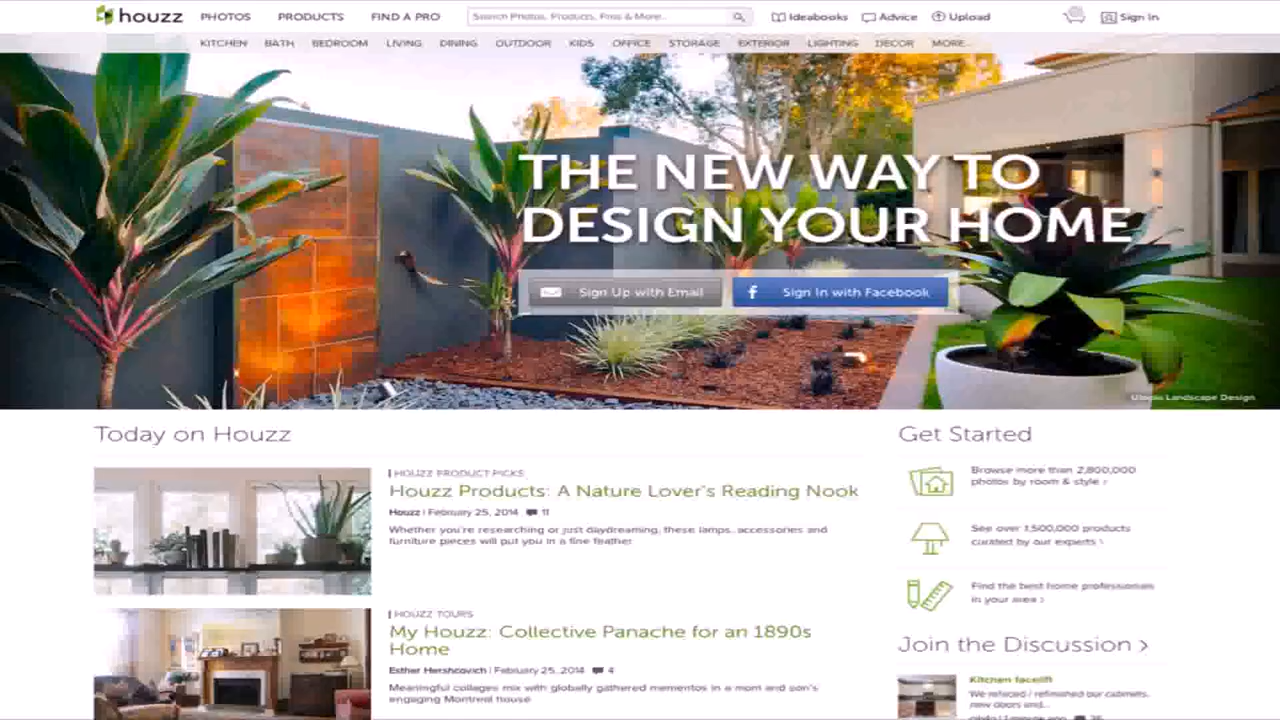 houzz PHOTOS PRODUCTS FIND A PRO Search Photos, Products, Pros & More... Ideabooks Advice Upload Sign In
KITCHEN BATH BEDROOM LIVING DINING OUTDOOR KIDS OFFICE STORAGE EXTERIOR LIGHTING DECOR MORE...
THE NEW WAY TO
DESIGN YOUR HOME
Sign Up with Email
f Sign In with Facebook
Utopia Landscape Design
Today on Houzz
HOUZZ PRODUCT PICKS
Houzz Products: A Nature Lover's Reading Nook
Houzz | February 25, 2014 11
Whether you're researching or just daydreaming, these lamps, accessories and
furniture pieces will put you in a fine feather
HOUZZ TOURS
My Houzz: Collective Panache for an 1890s
Home
Esther Hershcovich | February 25, 2014 4
Meaningful collages mix with globally gathered mementos in a mom and son's
engaging Montreal house
Get Started
Browse more than 2,800,000
photos by room & style ›
See over 1,500,000 products
curated by our experts ›
Find the best home professionals
in your area ›
Join the Discussion >
Kitchen facelift
We refaced / refinished our cabinets,
new doors and...
1 minute ago 36